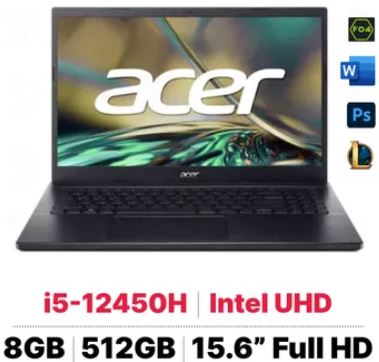 FO4
W
Ps
acer
acer
i5-12450H | Intel UHD
8GB | 512GB | 15.6” Full HD